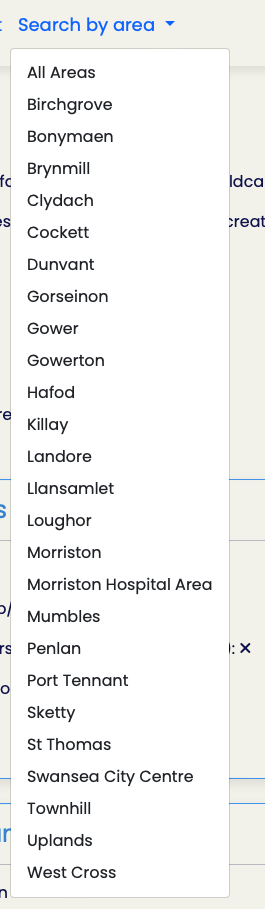 Search by area
All Areas
Birchgrove
Bonymaen
Brynmill
Clydach
Cockett
Dunvant
Gorseinon
Gower
Gowerton
Hafod
Killay
Landore
Llansamlet
Loughor
Morriston
Morriston Hospital Area
Mumbles
Penlan
Port Tennant
Sketty
St Thomas
Swansea City Centre
Townhill
Uplands
West Cross